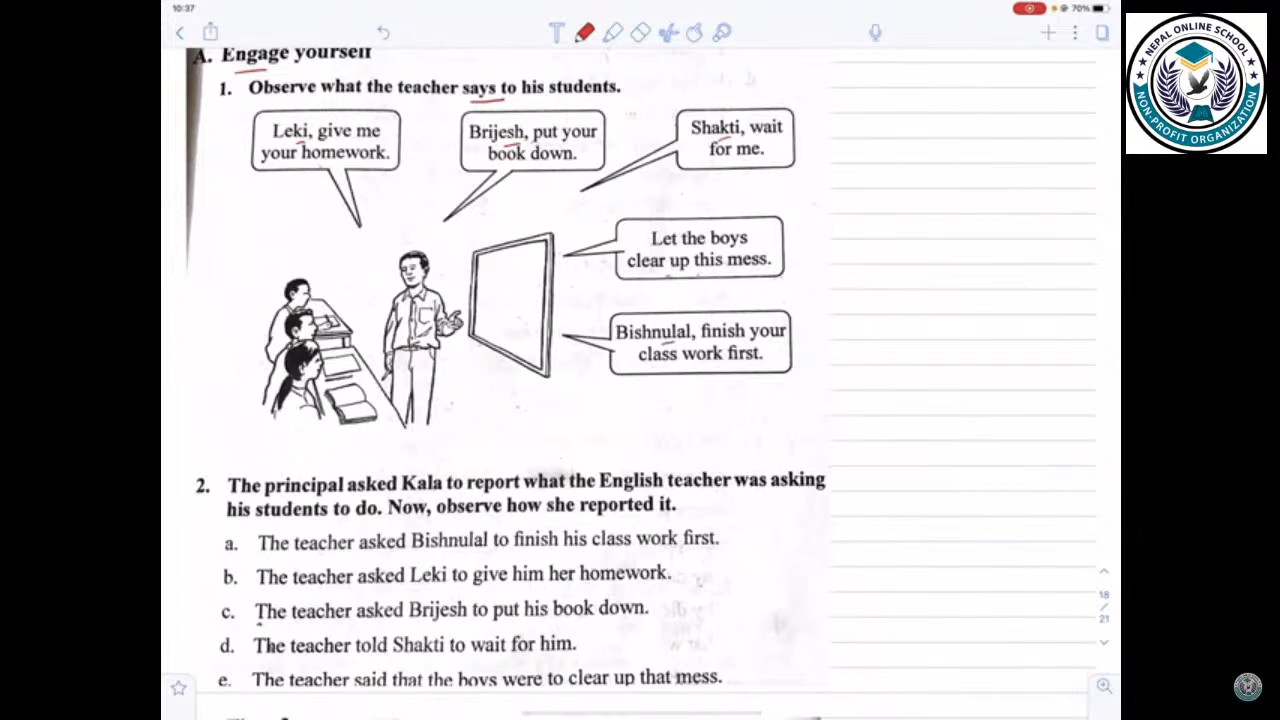 10:37
70%
NEPAL ONLINE SCHOOL
NON-PROFIT ORGANIZATION
A. Engage yourself
1. Observe what the teacher says to his students.
Leki, give me
your homework.
Brijesh, put your
book down.
Shakti, wait
for me.
Let the boys
clear up this mess.
Bishnulal, finish your
class work first.
2. The principal asked Kala to report what the English teacher was asking
his students to do. Now, observe how she reported it.
a. The teacher asked Bishnulal to finish his class work first.
b. The teacher asked Leki to give him her homework.
c. The teacher asked Brijesh to put his book down.
d. The teacher told Shakti to wait for him.
e. The teacher said that the boys were to clear up that mess.
18
/
21